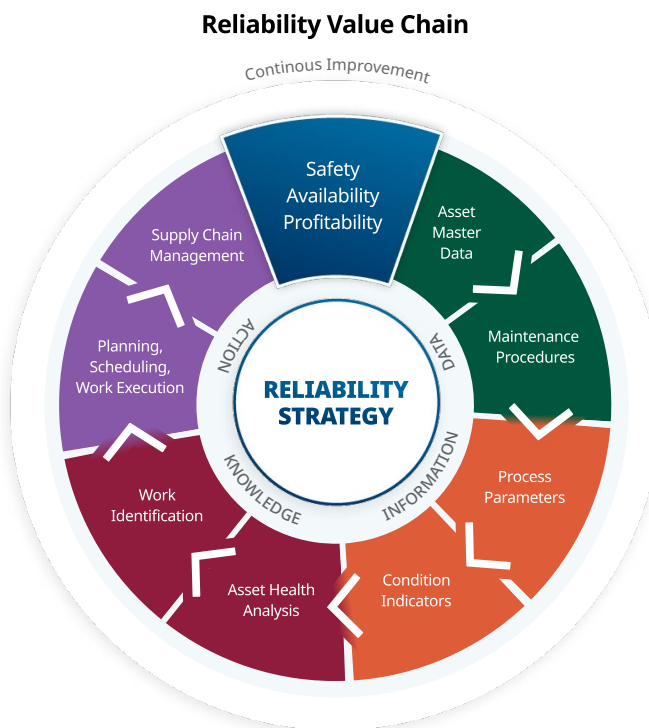 Reliability Value Chain
Continous Improvement
Safety
Availability
Profitability
Asset
Master
Data
Maintenance
Procedures
Process
Parameters
Condition
Indicators
Asset Health
Analysis
Work
Identification
Planning,
Scheduling,
Work Execution
Supply Chain
Management
DATA
INFORMATION
KNOWLEDGE
ACTION
RELIABILITY
STRATEGY